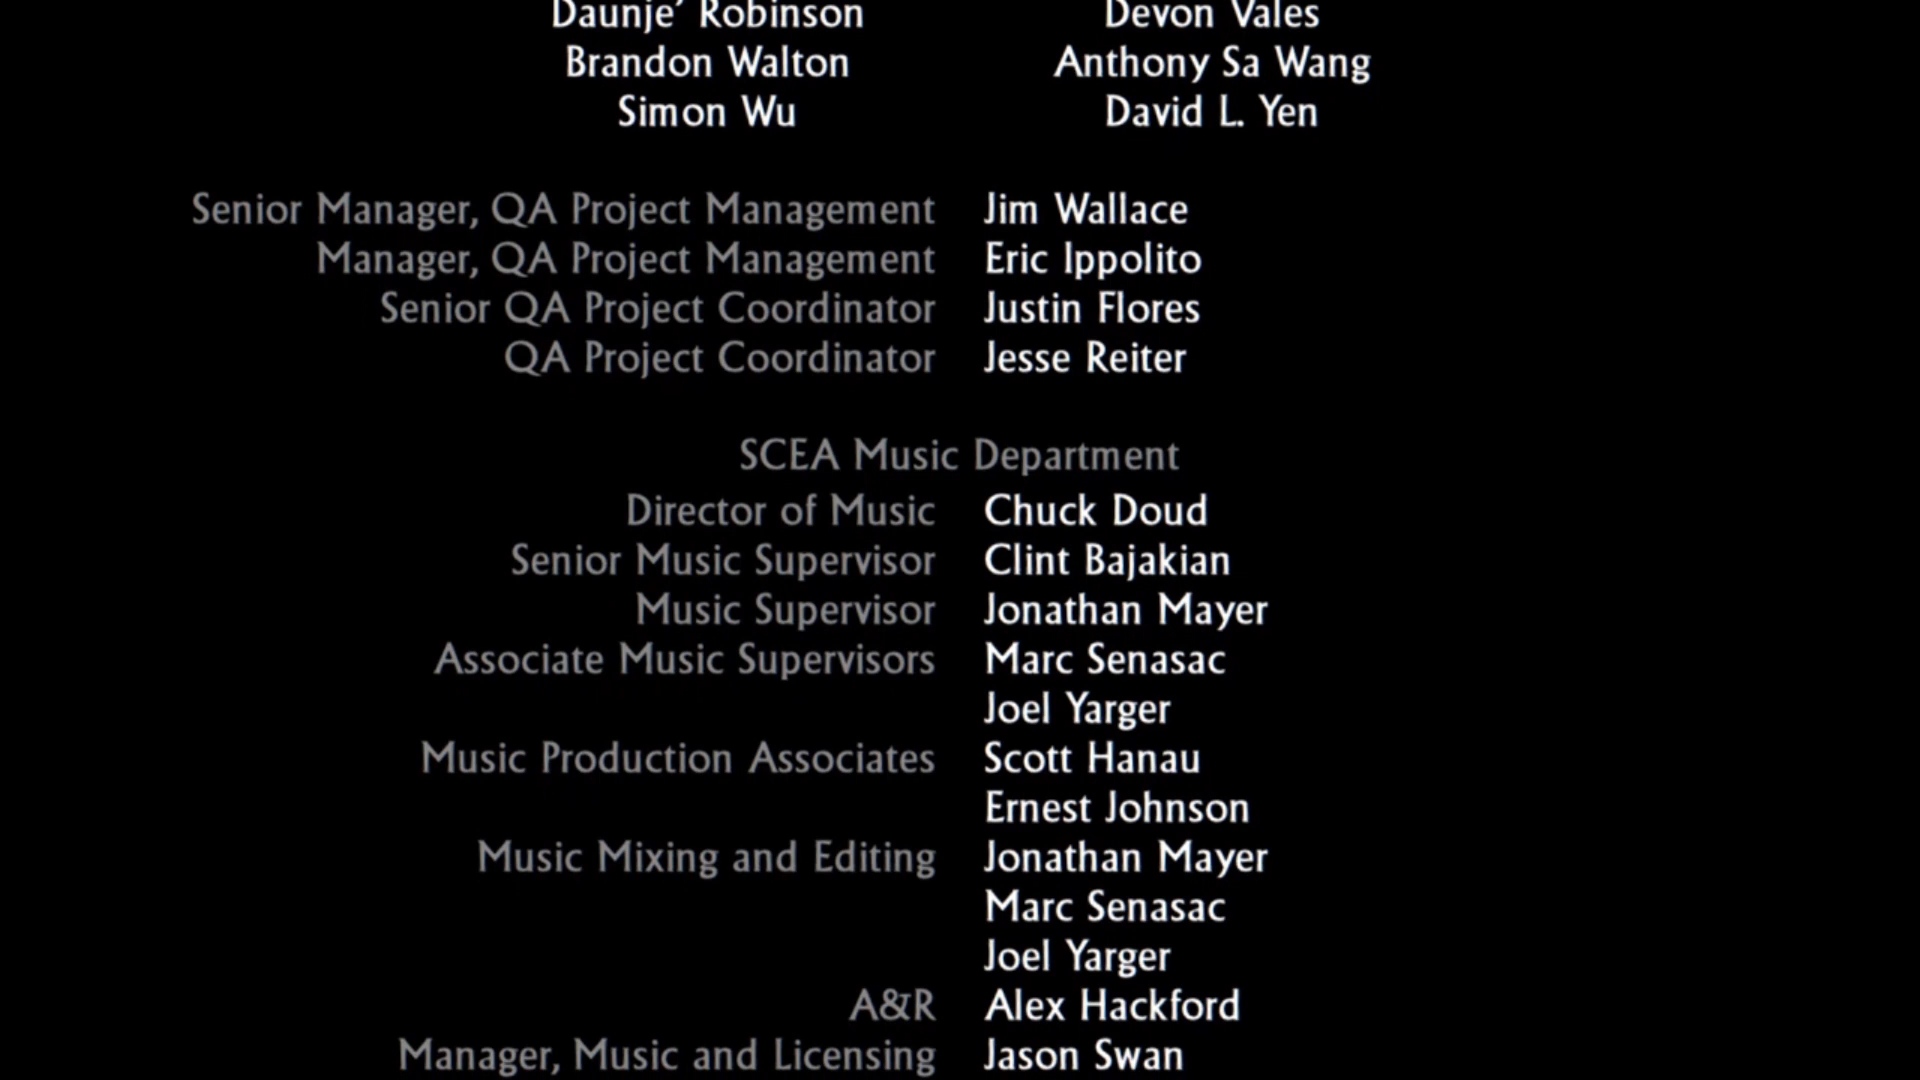 Daunje' Robinson Devon Vales
Brandon Walton Anthony Sa Wang
Simon Wu David L. Yen
Senior Manager, QA Project Management Jim Wallace
Manager, QA Project Management Eric Ippolito
Senior QA Project Coordinator Justin Flores
QA Project Coordinator Jesse Reiter
SCEA Music Department
Director of Music Chuck Doud
Senior Music Supervisor Clint Bajakian
Music Supervisor Jonathan Mayer
Associate Music Supervisors Marc Senasac
Joel Yarger
Music Production Associates Scott Hanau
Ernest Johnson
Music Mixing and Editing Jonathan Mayer
Marc Senasac
Joel Yarger
A&R Alex Hackford
Manager, Music and Licensing Jason Swan